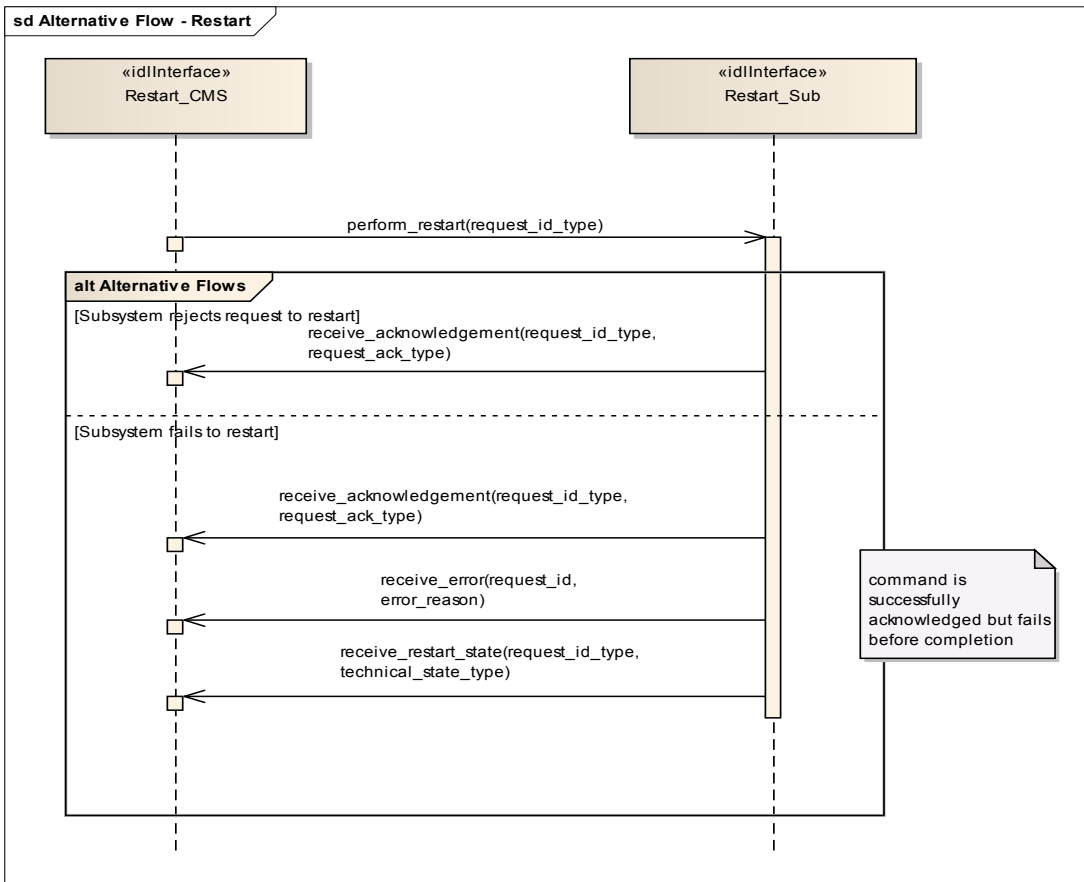 sd Alternative Flow - Restart
«idlInterface»
Restart_CMS
«idlInterface»
Restart_Sub
perform_restart(request_id_type)
alt Alternative Flows
[Subsystem rejects request to restart]
receive_acknowledgement(request_id_type,
request_ack_type)
[Subsystem fails to restart]
receive_acknowledgement(request_id_type,
request_ack_type)
receive_error(request_id,
error_reason)
command is
successfully
acknowledged but fails
before completion
receive_restart_state(request_id_type,
technical_state_type)